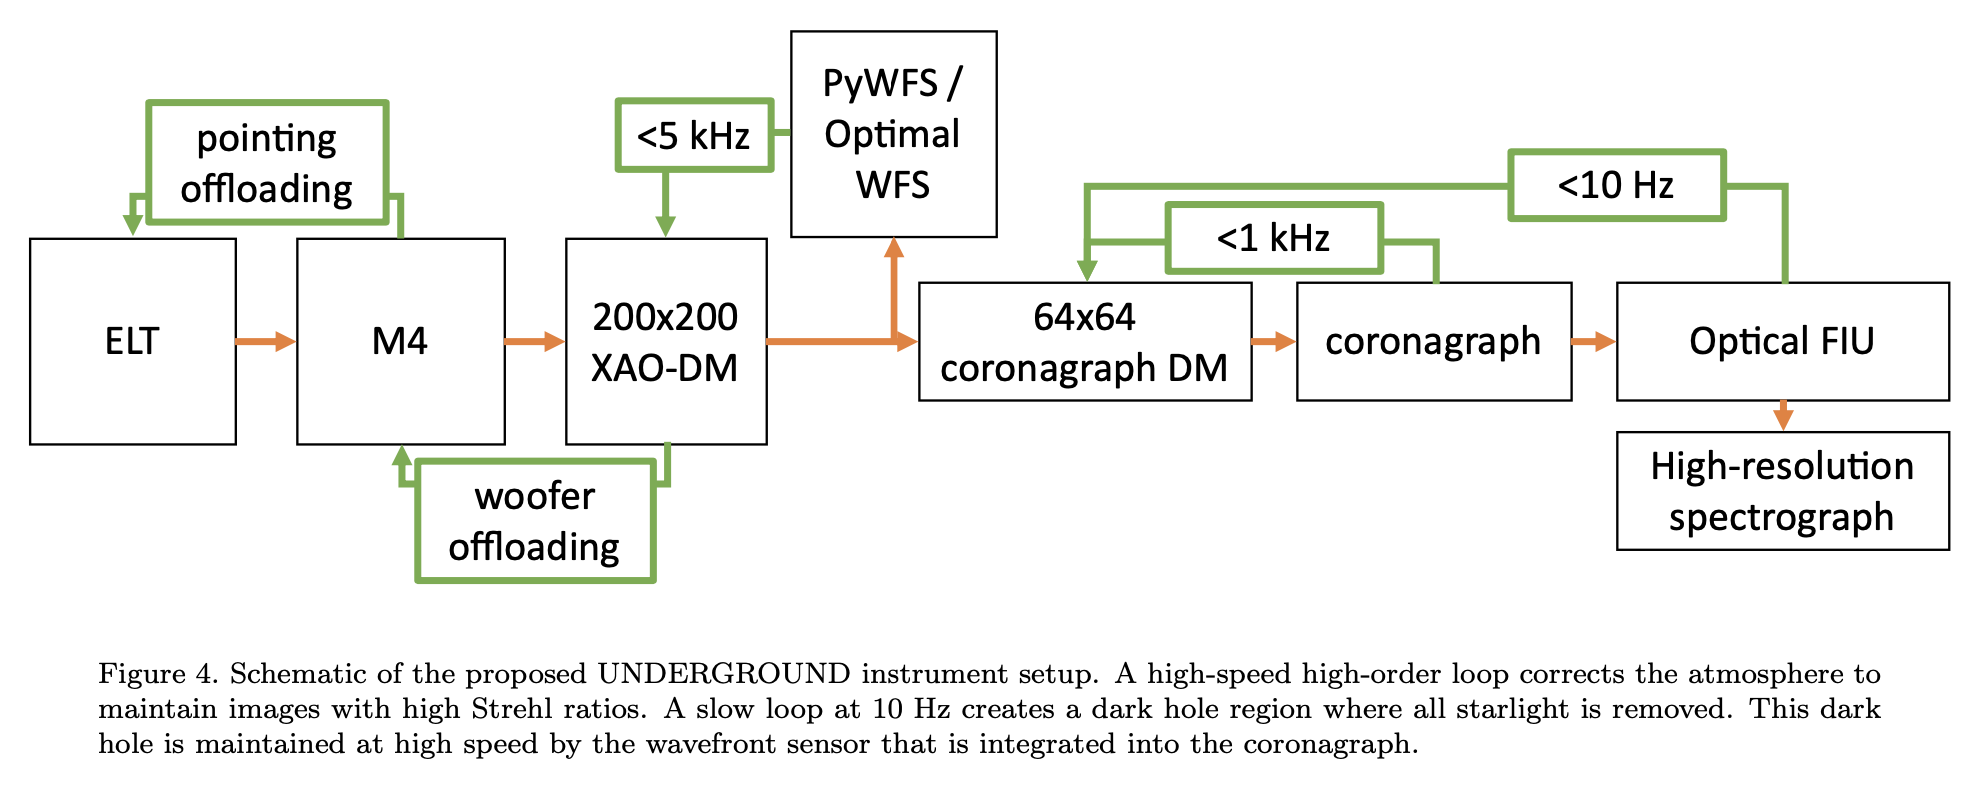 PyWFS /
Optimal
WFS
pointing
offloading
<5 kHz
<10 Hz
<1 kHz
ELT
M4
200x200
XAO-DM
64x64
coronagraph DM
coronagraph
Optical FIU
woofer
offloading
High-resolution
spectrograph
Figure 4. Schematic of the proposed UNDERGROUND instrument setup. A high-speed high-order loop corrects the atmosphere to
maintain images with high Strehl ratios. A slow loop at 10 Hz creates a dark hole region where all starlight is removed. This dark
hole is maintained at high speed by the wavefront sensor that is integrated into the coronagraph.